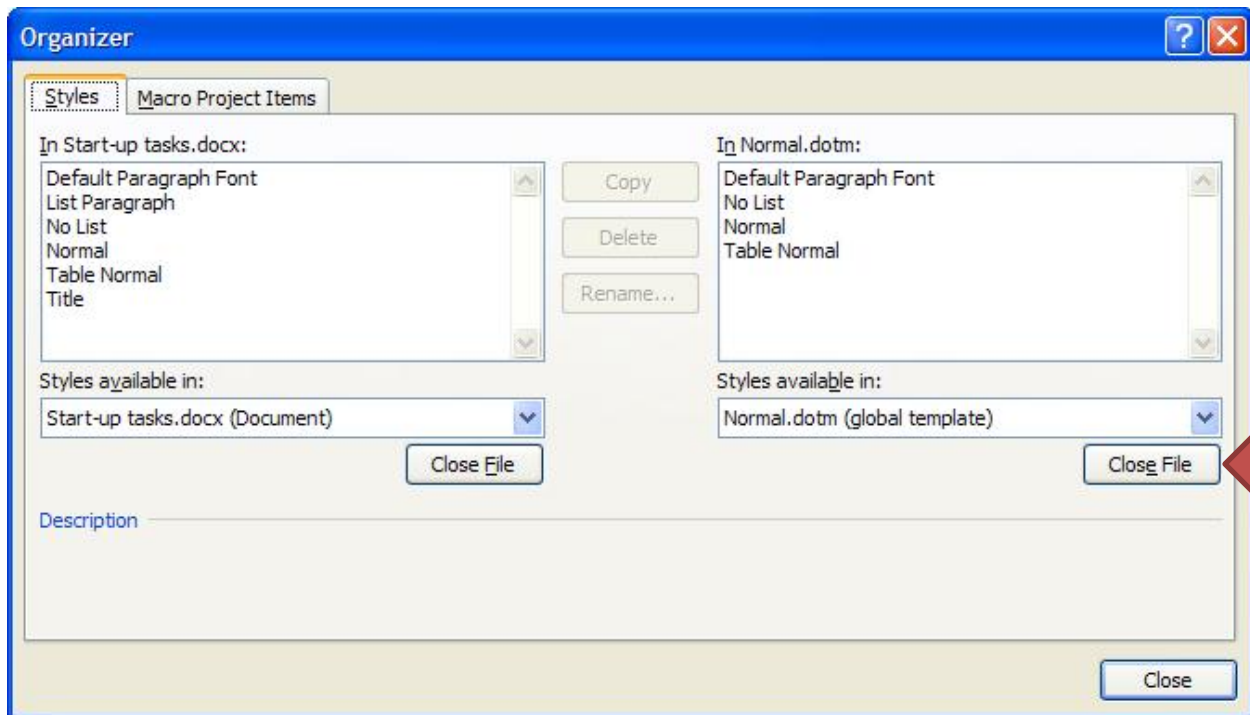 Organizer
Styles
Macro Project Items
In Start-up tasks.docx:
Default Paragraph Font
List Paragraph
No List
Normal
Table Normal
Title
Copy
Delete
Rename...
In Normal.dotm:
Default Paragraph Font
No List
Normal
Table Normal
Styles available in:
Start-up tasks.docx (Document)
Close File
Styles available in:
Normal.dotm (global template)
Close File
Description
Close